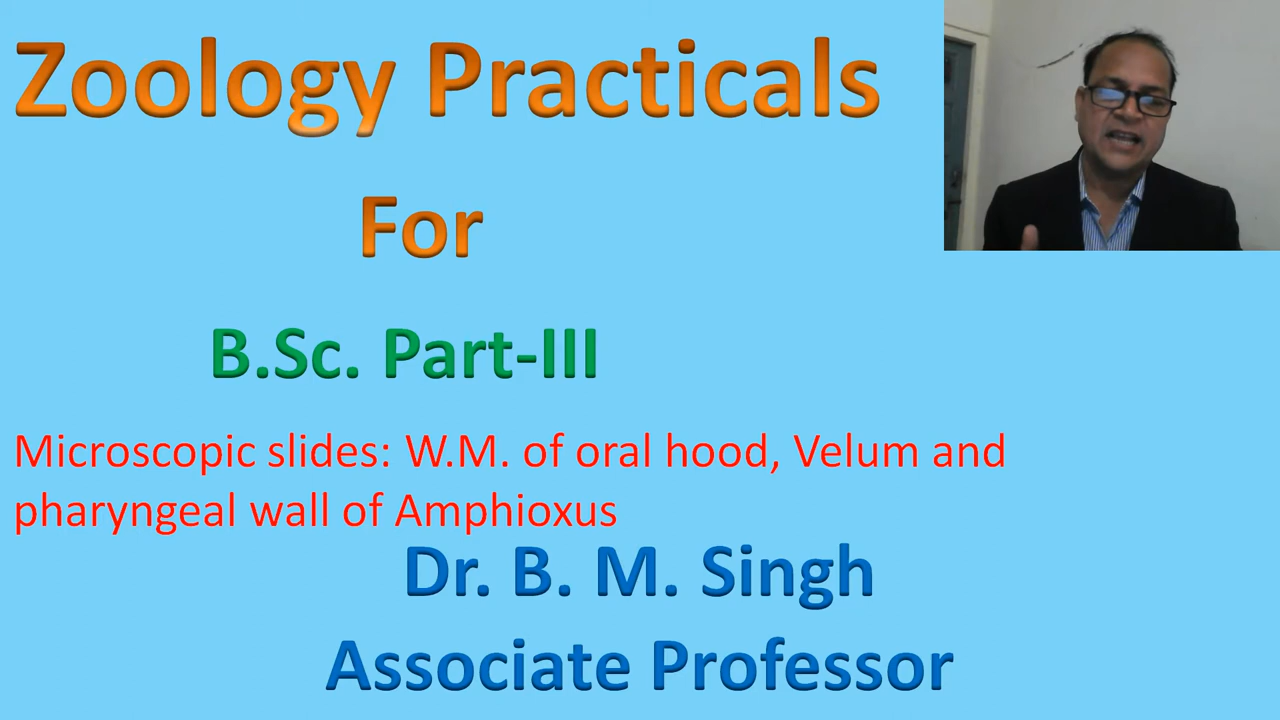 Zoology Practicals
For
B.Sc. Part-III
Microscopic slides: W.M. of oral hood, Velum and
pharyngeal wall of Amphioxus
Dr. B. M. Singh
Associate Professor